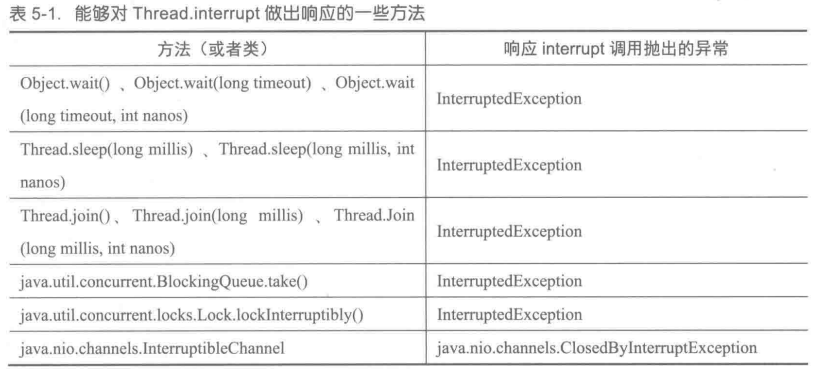 表 5-1. 能够对 Thread.interrupt 做出响应的一些方法
方法（或者类） 响应 interrupt 调用抛出的异常
Object.wait() 、Object.wait(long timeout) 、Object.wait
(long timeout, int nanos)
InterruptedException
Thread.sleep(long millis) 、Thread.sleep(long millis, int
nanos)
InterruptedException
Thread.join() 、Thread.join(long millis) 、Thread.Join
(long millis, int nanos)
InterruptedException
java.util.concurrent.BlockingQueue.take() InterruptedException
java.util.concurrent.locks.Lock.lockInterruptibly() InterruptedException
java.nio.channels.InterruptibleChannel java.nio.channels.ClosedByInterruptException